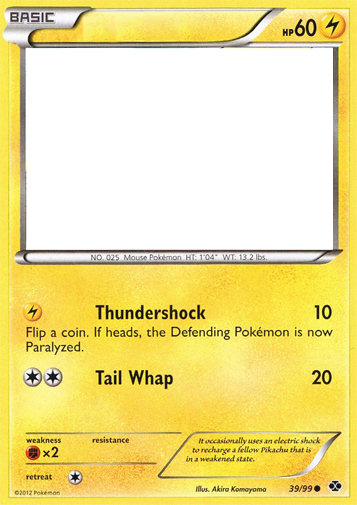 BASIC
HP60
NO. 025 Mouse Pokémon HT: 1'04" WT: 13.2 lbs.
Thundershock 10
Flip a coin. If heads, the Defending Pokémon is now
Paralyzed.
Tail Whap 20
weakness resistance
×2
It occasionally uses an electric shock
to recharge a fellow Pikachu that is
in a weakened state.
retreat
©2012 Pokémon
Illus. Akira Komayama 39/99